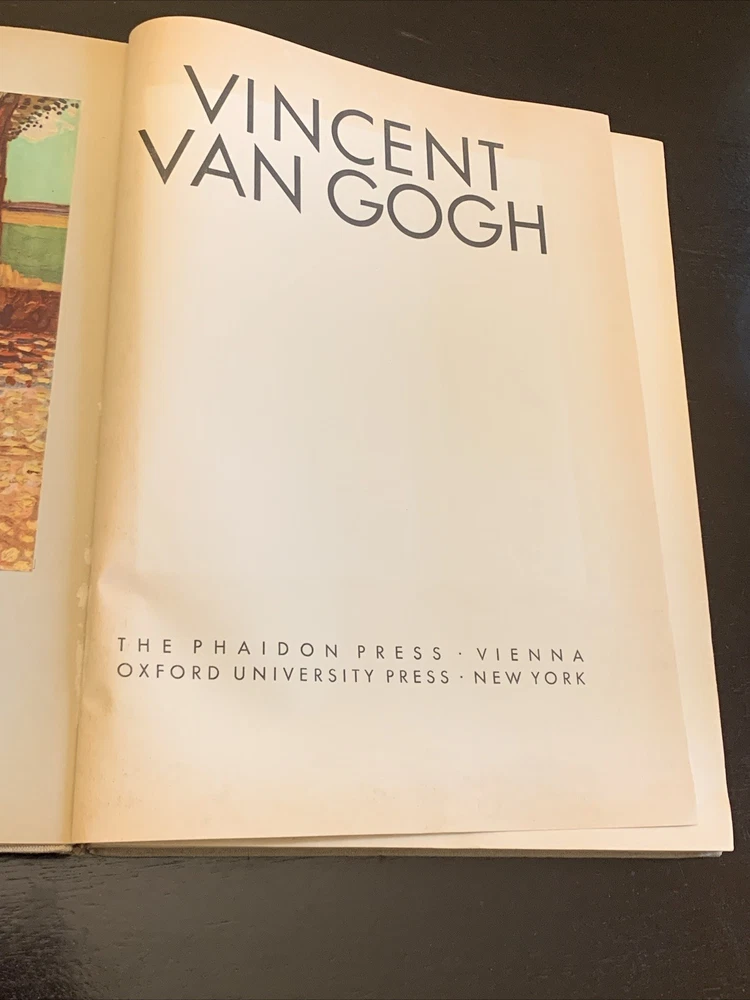 VINCENT
VAN GOGH
THE PHAIDON PRESS · VIENNA
OXFORD UNIVERSITY PRESS · NEW YORK